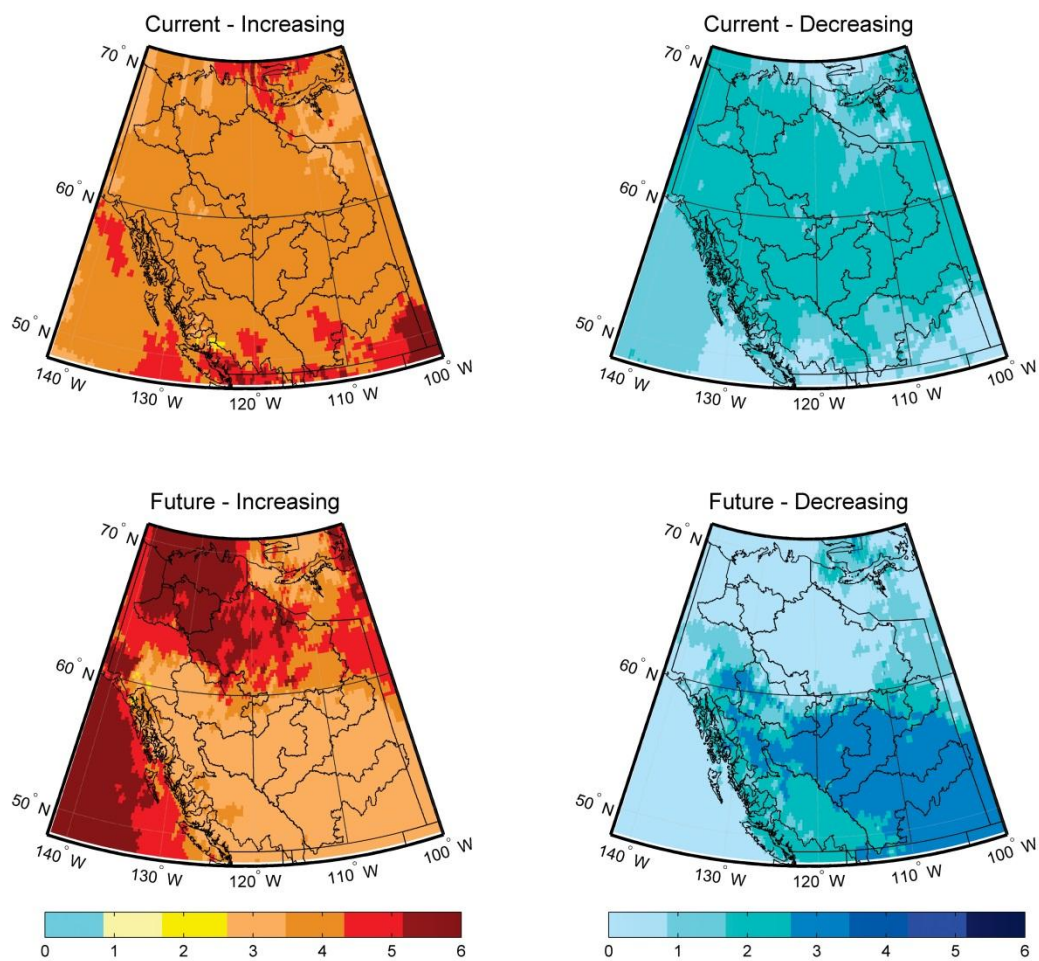 Current - Increasing
Current - Decreasing
70° N
60° N
50° N
140° W
130° W
120° W
110° W
100° W
70° N
60° N
50° N
140° W
130° W
120° W
110° W
100° W
Future - Increasing
Future - Decreasing
70° N
60° N
50° N
140° W
130° W
120° W
110° W
100° W
70° N
60° N
50° N
140° W
130° W
120° W
110° W
100° W
0 1 2 3 4 5 6
0 1 2 3 4 5 6